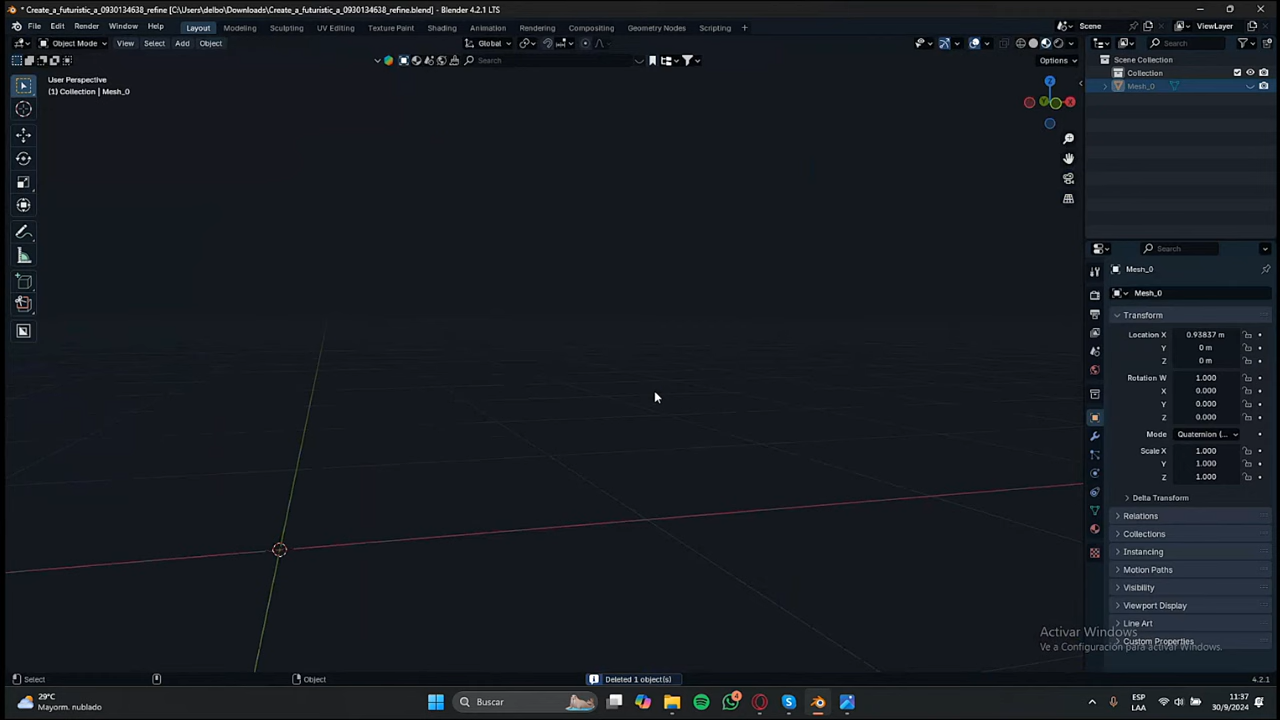 * Create_a_futuristic_a_0930134638_refine [C:\Users\delbo\Downloads\Create_a_futuristic_a_0930134638_refine.blend] - Blender 4.2.1 LTS
File Edit Render Window Help Layout Modeling Sculpting UV Editing Texture Paint Shading Animation Rendering Compositing Geometry Nodes Scripting + Scene ViewLayer
Object Mode View Select Add Object Global Search
Search Options
User Perspective
(1) Collection | Mesh_0
Z
Y X
Scene Collection
Collection
Mesh_0
Search
Mesh_0
Mesh_0
Transform
Location X 0.93837 m
Y 0 m
Z 0 m
Rotation W 1.000
X 0.000
Y 0.000
Z 0.000
Mode Quaternion (...
Scale X 1.000
Y 1.000
Z 1.000
Delta Transform
Relations
Collections
Instancing
Motion Paths
Visibility
Viewport Display
Line Art
Custom Properties
Activar Windows
Ve a Configuración para activar Windows.
Select Object Deleted 1 object(s) 4.2.1
29°C
Mayorm. nublado
Buscar
4
ESP
LAA
11:37
30/9/2024